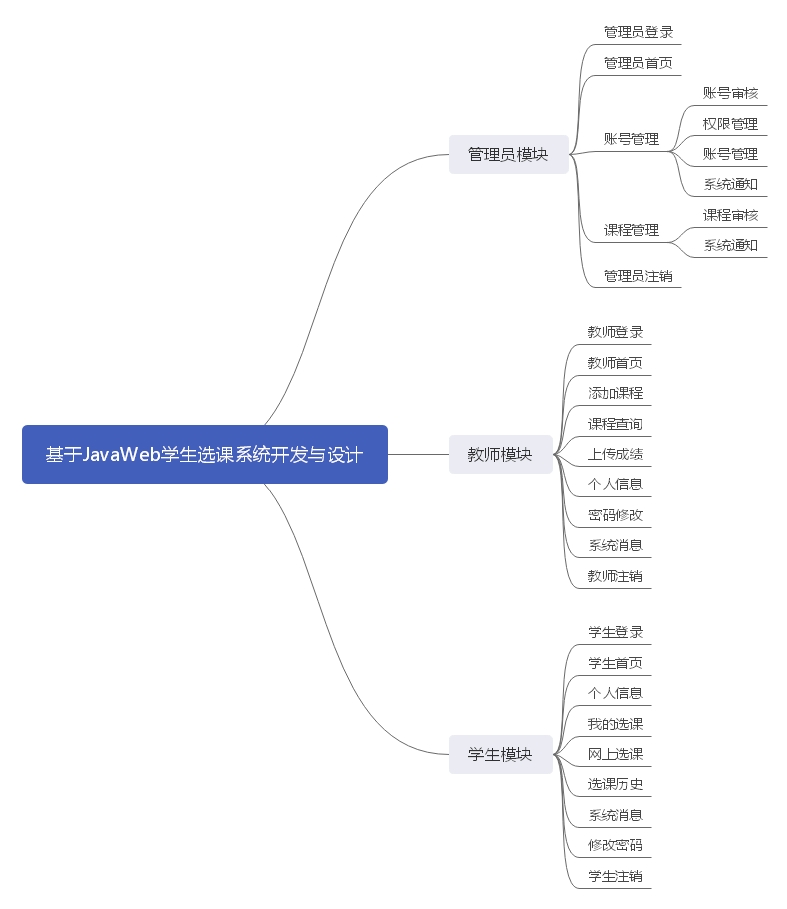 基于JavaWeb学生选课系统开发与设计
管理员模块
管理员登录
管理员首页
账号管理
账号审核
权限管理
账号管理
系统通知
课程管理
课程审核
系统通知
管理员注销
教师模块
教师登录
教师首页
添加课程
课程查询
上传成绩
个人信息
密码修改
系统消息
教师注销
学生模块
学生登录
学生首页
个人信息
我的选课
网上选课
选课历史
系统消息
修改密码
学生注销